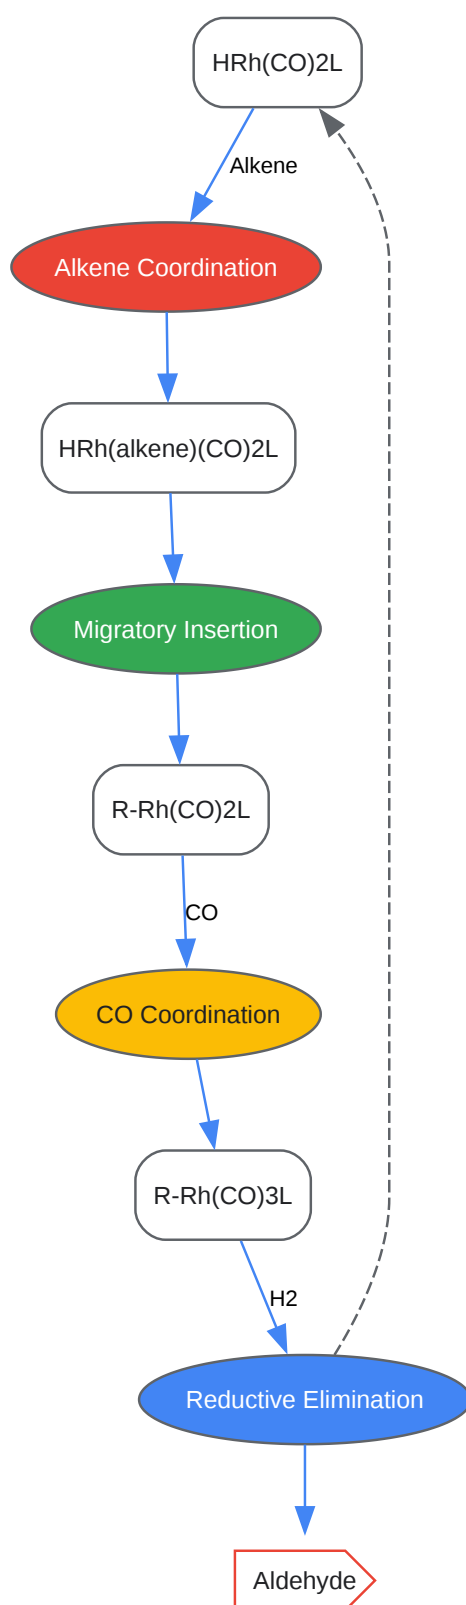 HRh(CO)2L
Alkene
Alkene Coordination
HRh(alkene)(CO)2L
Migratory Insertion
R-Rh(CO)2L
CO
CO Coordination
R-Rh(CO)3L
H2
Reductive Elimination
Aldehyde